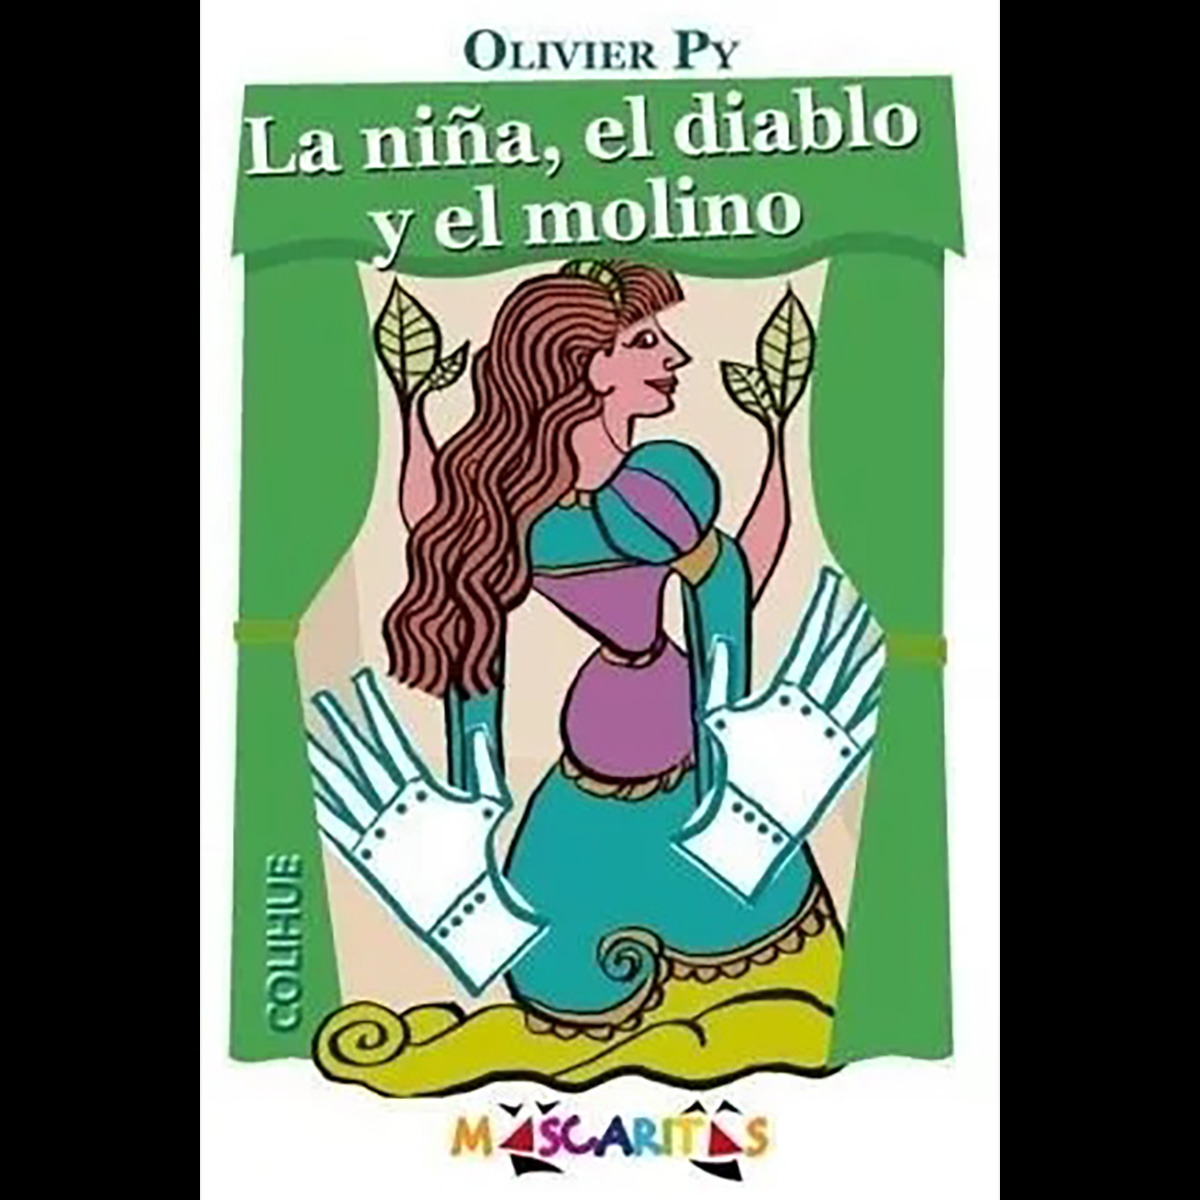 OLIVIER PY
La niña, el diablo
y el molino
COLIHUE
MASCARITAS